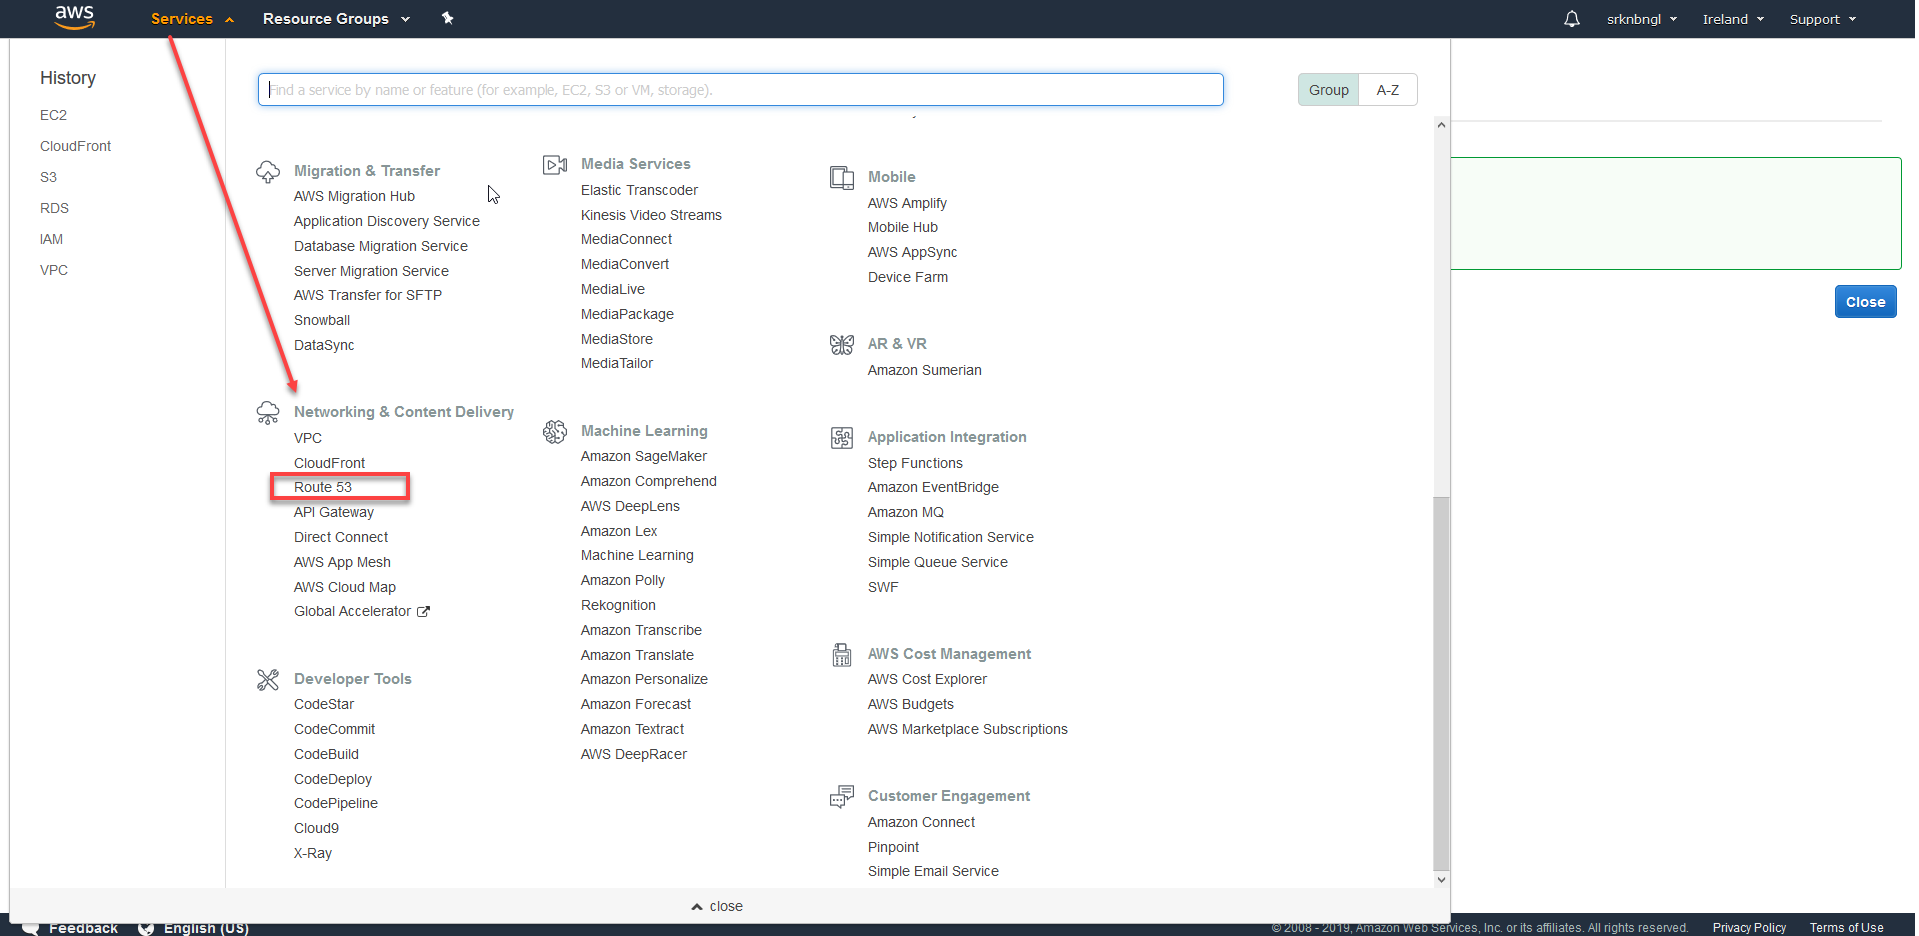 aws
Services
Resource Groups
srknbngl
Ireland
Support
History
EC2
CloudFront
S3
RDS
IAM
VPC
Find a service by name or feature (for example, EC2, S3 or VM, storage).
Group
A-Z
Migration & Transfer
AWS Migration Hub
Application Discovery Service
Database Migration Service
Server Migration Service
AWS Transfer for SFTP
Snowball
DataSync
Networking & Content Delivery
VPC
CloudFront
Route 53
API Gateway
Direct Connect
AWS App Mesh
AWS Cloud Map
Global Accelerator
Developer Tools
CodeStar
CodeCommit
CodeBuild
CodeDeploy
CodePipeline
Cloud9
X-Ray
Media Services
Elastic Transcoder
Kinesis Video Streams
MediaConnect
MediaConvert
MediaLive
MediaPackage
MediaStore
MediaTailor
Machine Learning
Amazon SageMaker
Amazon Comprehend
AWS DeepLens
Amazon Lex
Machine Learning
Amazon Polly
Rekognition
Amazon Transcribe
Amazon Translate
Amazon Personalize
Amazon Forecast
Amazon Textract
AWS DeepRacer
Mobile
AWS Amplify
Mobile Hub
AWS AppSync
Device Farm
AR & VR
Amazon Sumerian
Application Integration
Step Functions
Amazon EventBridge
Amazon MQ
Simple Notification Service
Simple Queue Service
SWF
AWS Cost Management
AWS Cost Explorer
AWS Budgets
AWS Marketplace Subscriptions
Customer Engagement
Amazon Connect
Pinpoint
Simple Email Service
Close
close
Feedback
English (US)
© 2008 - 2019, Amazon Web Services, Inc. or its affiliates. All rights reserved.
Privacy Policy
Terms of Use